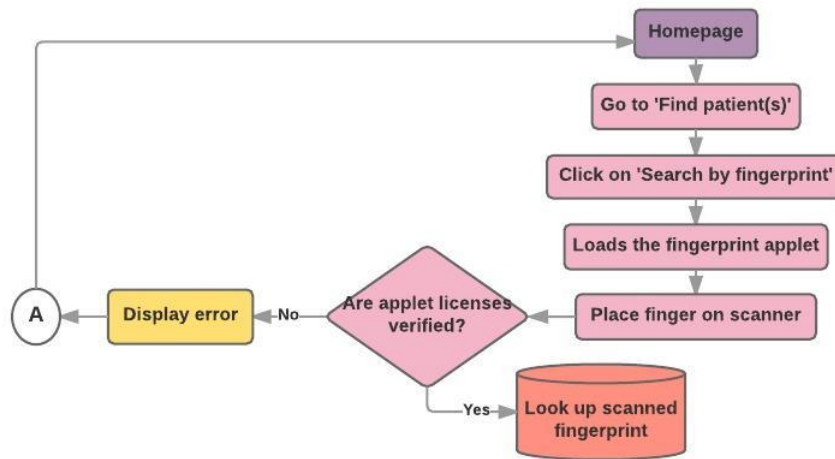 Homepage
Go to 'Find patient(s)'
Click on 'Search by fingerprint'
Loads the fingerprint applet
Place finger on scanner
Are applet licenses
verified?
No
Display error
A
Yes
Look up scanned
fingerprint